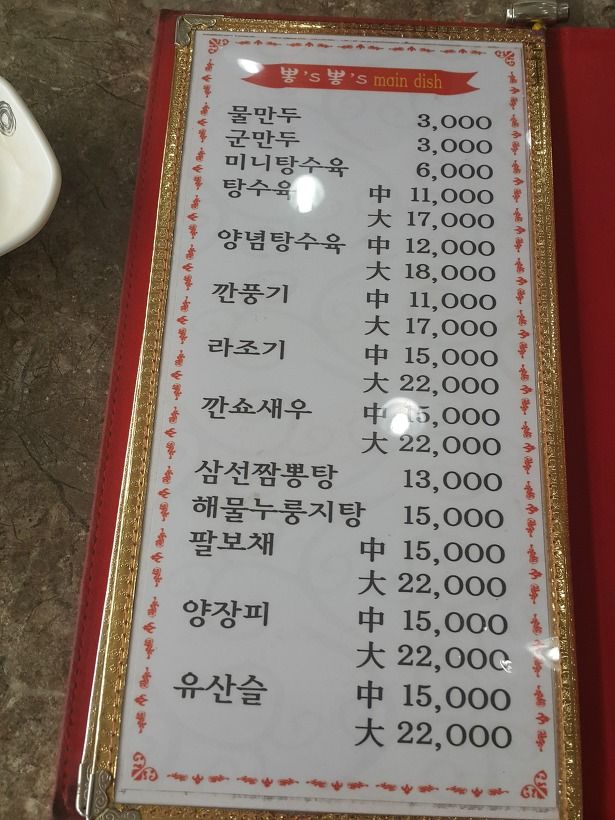 뽕's 뽕's main dish
물만두 3,000
군만두 3,000
미니탕수육 6,000
탕수육 中 11,000
大 17,000
양념탕수육 中 12,000
大 18,000
깐풍기 中 11,000
大 17,000
라조기 中 15,000
大 22,000
깐쇼새우 中 15,000
大 22,000
삼선짬뽕탕 13,000
해물누룽지탕 15,000
팔보채 中 15,000
大 22,000
양장피 中 15,000
大 22,000
유산슬 中 15,000
大 22,000